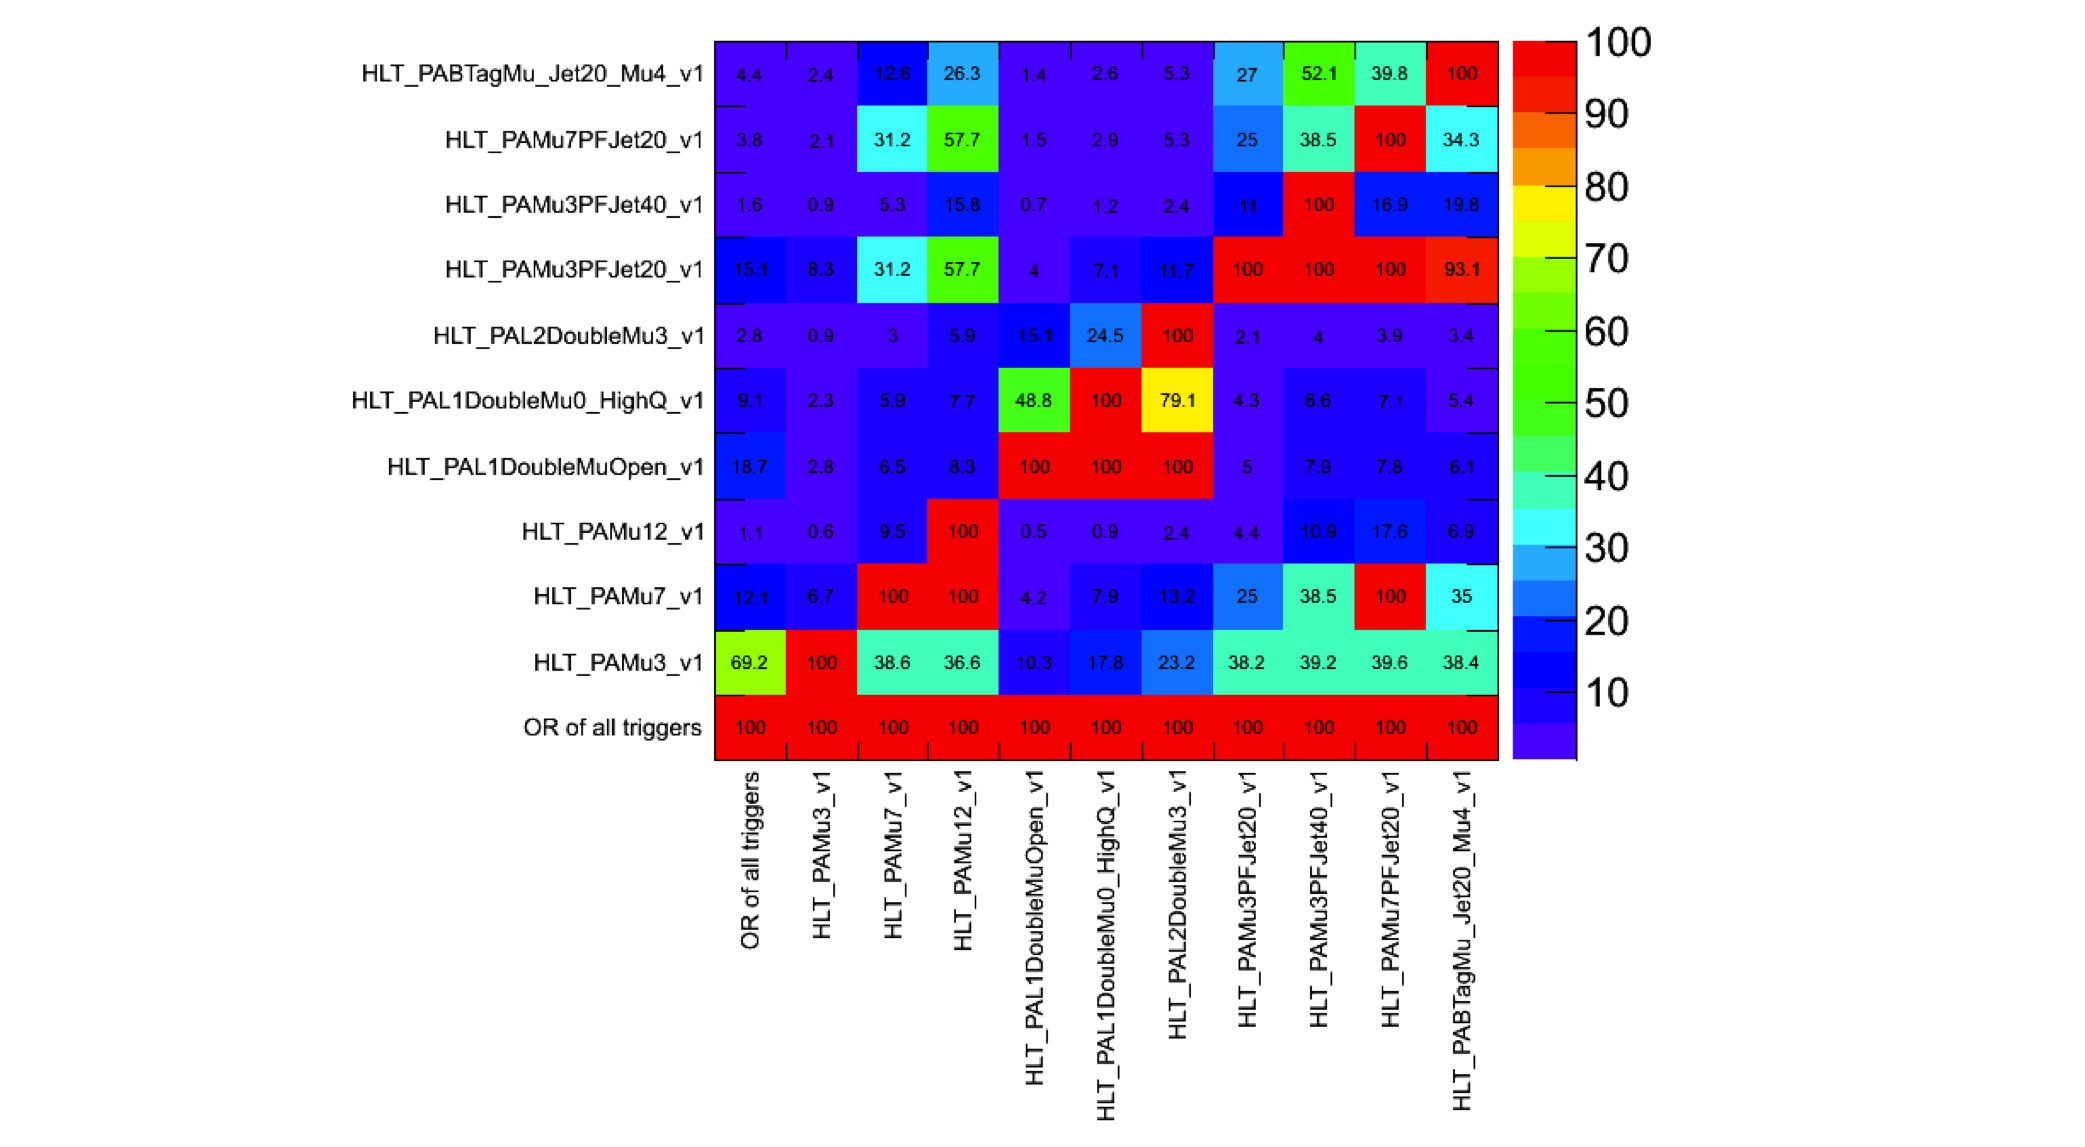 HLT_PABTagMu_Jet20_Mu4_v1 4.4 2.4 12.6 26.3 1.4 2.6 5.3 27 52.1 39.8 100
HLT_PAMu7PFJet20_v1 3.8 2.1 31.2 57.7 1.5 2.9 5.3 25 38.5 100 34.3
HLT_PAMu3PFJet40_v1 1.6 0.9 5.3 15.8 0.7 1.2 2.4 11 100 16.9 19.8
HLT_PAMu3PFJet20_v1 15.1 8.3 31.2 57.7 4 7.1 11.7 100 100 100 93.1
HLT_PAL2DoubleMu3_v1 2.8 0.9 3 5.9 15.1 24.5 100 2.1 4 3.9 3.4
HLT_PAL1DoubleMu0_HighQ_v1 9.1 2.3 5.9 7.7 48.8 100 79.1 4.3 6.6 7.1 5.4
HLT_PAL1DoubleMuOpen_v1 18.7 2.8 6.5 8.3 100 100 100 5 7.9 7.8 6.1
HLT_PAMu12_v1 1.1 0.6 9.5 100 0.5 0.9 2.4 4.4 10.9 17.6 6.9
HLT_PAMu7_v1 12.1 6.7 100 100 4.2 7.9 13.2 25 38.5 100 35
HLT_PAMu3_v1 69.2 100 38.6 36.6 10.3 17.8 23.2 38.2 39.2 39.6 38.4
OR of all triggers 100 100 100 100 100 100 100 100 100 100 100
OR of all triggers
HLT_PAMu3_v1
HLT_PAMu7_v1
HLT_PAMu12_v1
HLT_PAL1DoubleMuOpen_v1
HLT_PAL1DoubleMu0_HighQ_v1
HLT_PAL2DoubleMu3_v1
HLT_PAMu3PFJet20_v1
HLT_PAMu3PFJet40_v1
HLT_PAMu7PFJet20_v1
HLT_PABTagMu_Jet20_Mu4_v1
100
90
80
70
60
50
40
30
20
10